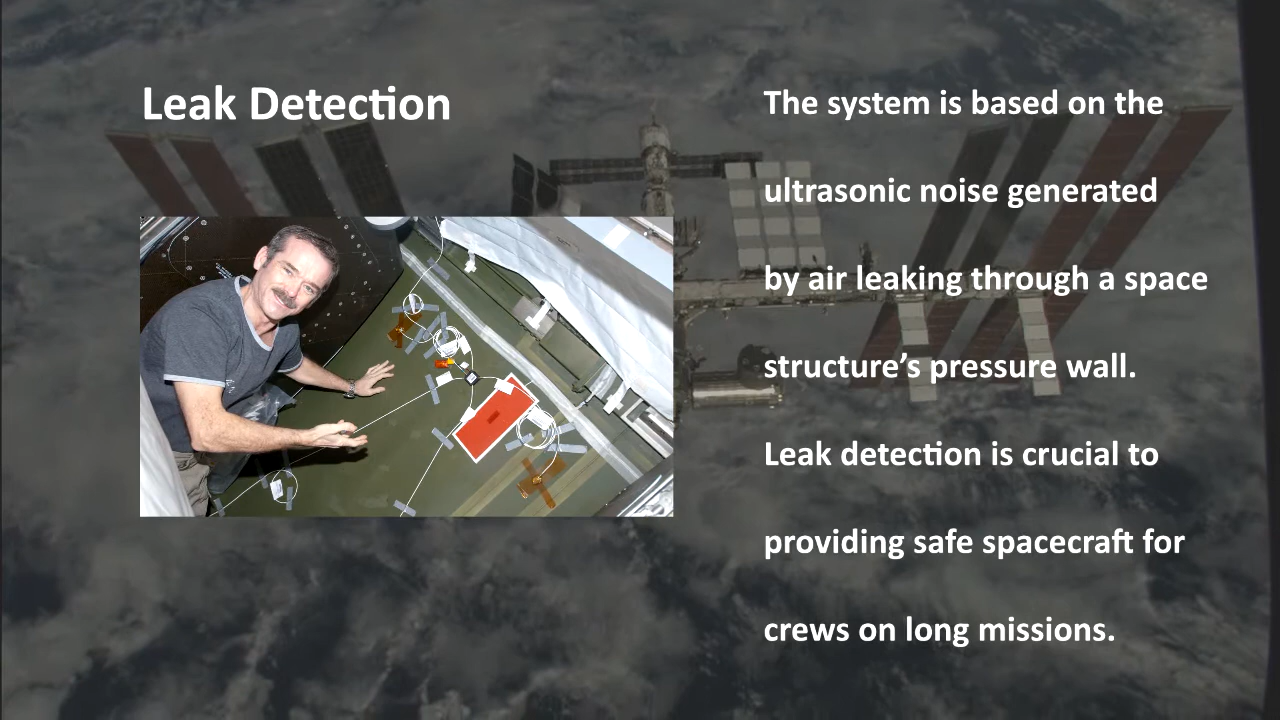 Leak Detection
The system is based on the
ultrasonic noise generated
by air leaking through a space
structure’s pressure wall.
Leak detection is crucial to
providing safe spacecraft for
crews on long missions.